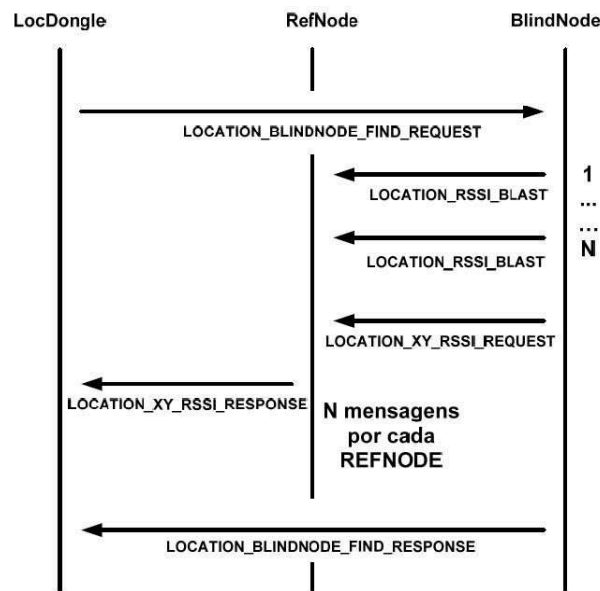 LocDongle RefNode BlindNode
LOCATION_BLINDNODE_FIND_REQUEST
1
LOCATION_RSSI_BLAST
...
...
LOCATION_RSSI_BLAST
N
LOCATION_XY_RSSI_REQUEST
LOCATION_XY_RSSI_RESPONSE
N mensagens
por cada
REFNODE
LOCATION_BLINDNODE_FIND_RESPONSE